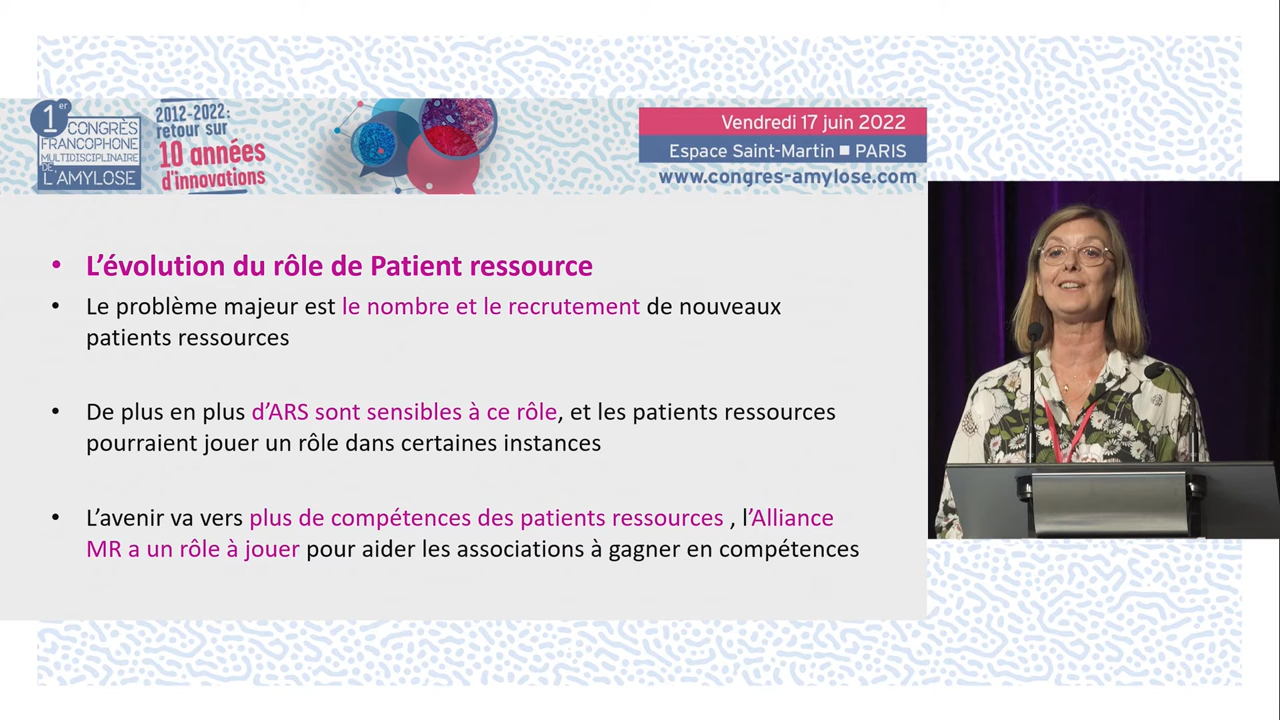 1er
CONGRÈS
FRANCOPHONE
MULTIDISCIPLINAIRE
DE
L'AMYLOSE
2012-2022:
retour sur
10 années
d'innovations
Vendredi 17 juin 2022
Espace Saint-Martin ■ PARIS
www.congres-amylose.com
• L’évolution du rôle de Patient ressource
• Le problème majeur est le nombre et le recrutement de nouveaux
patients ressources
• De plus en plus d’ARS sont sensibles à ce rôle, et les patients ressources
pourraient jouer un rôle dans certaines instances
• L’avenir va vers plus de compétences des patients ressources , l’Alliance
MR a un rôle à jouer pour aider les associations à gagner en compétences